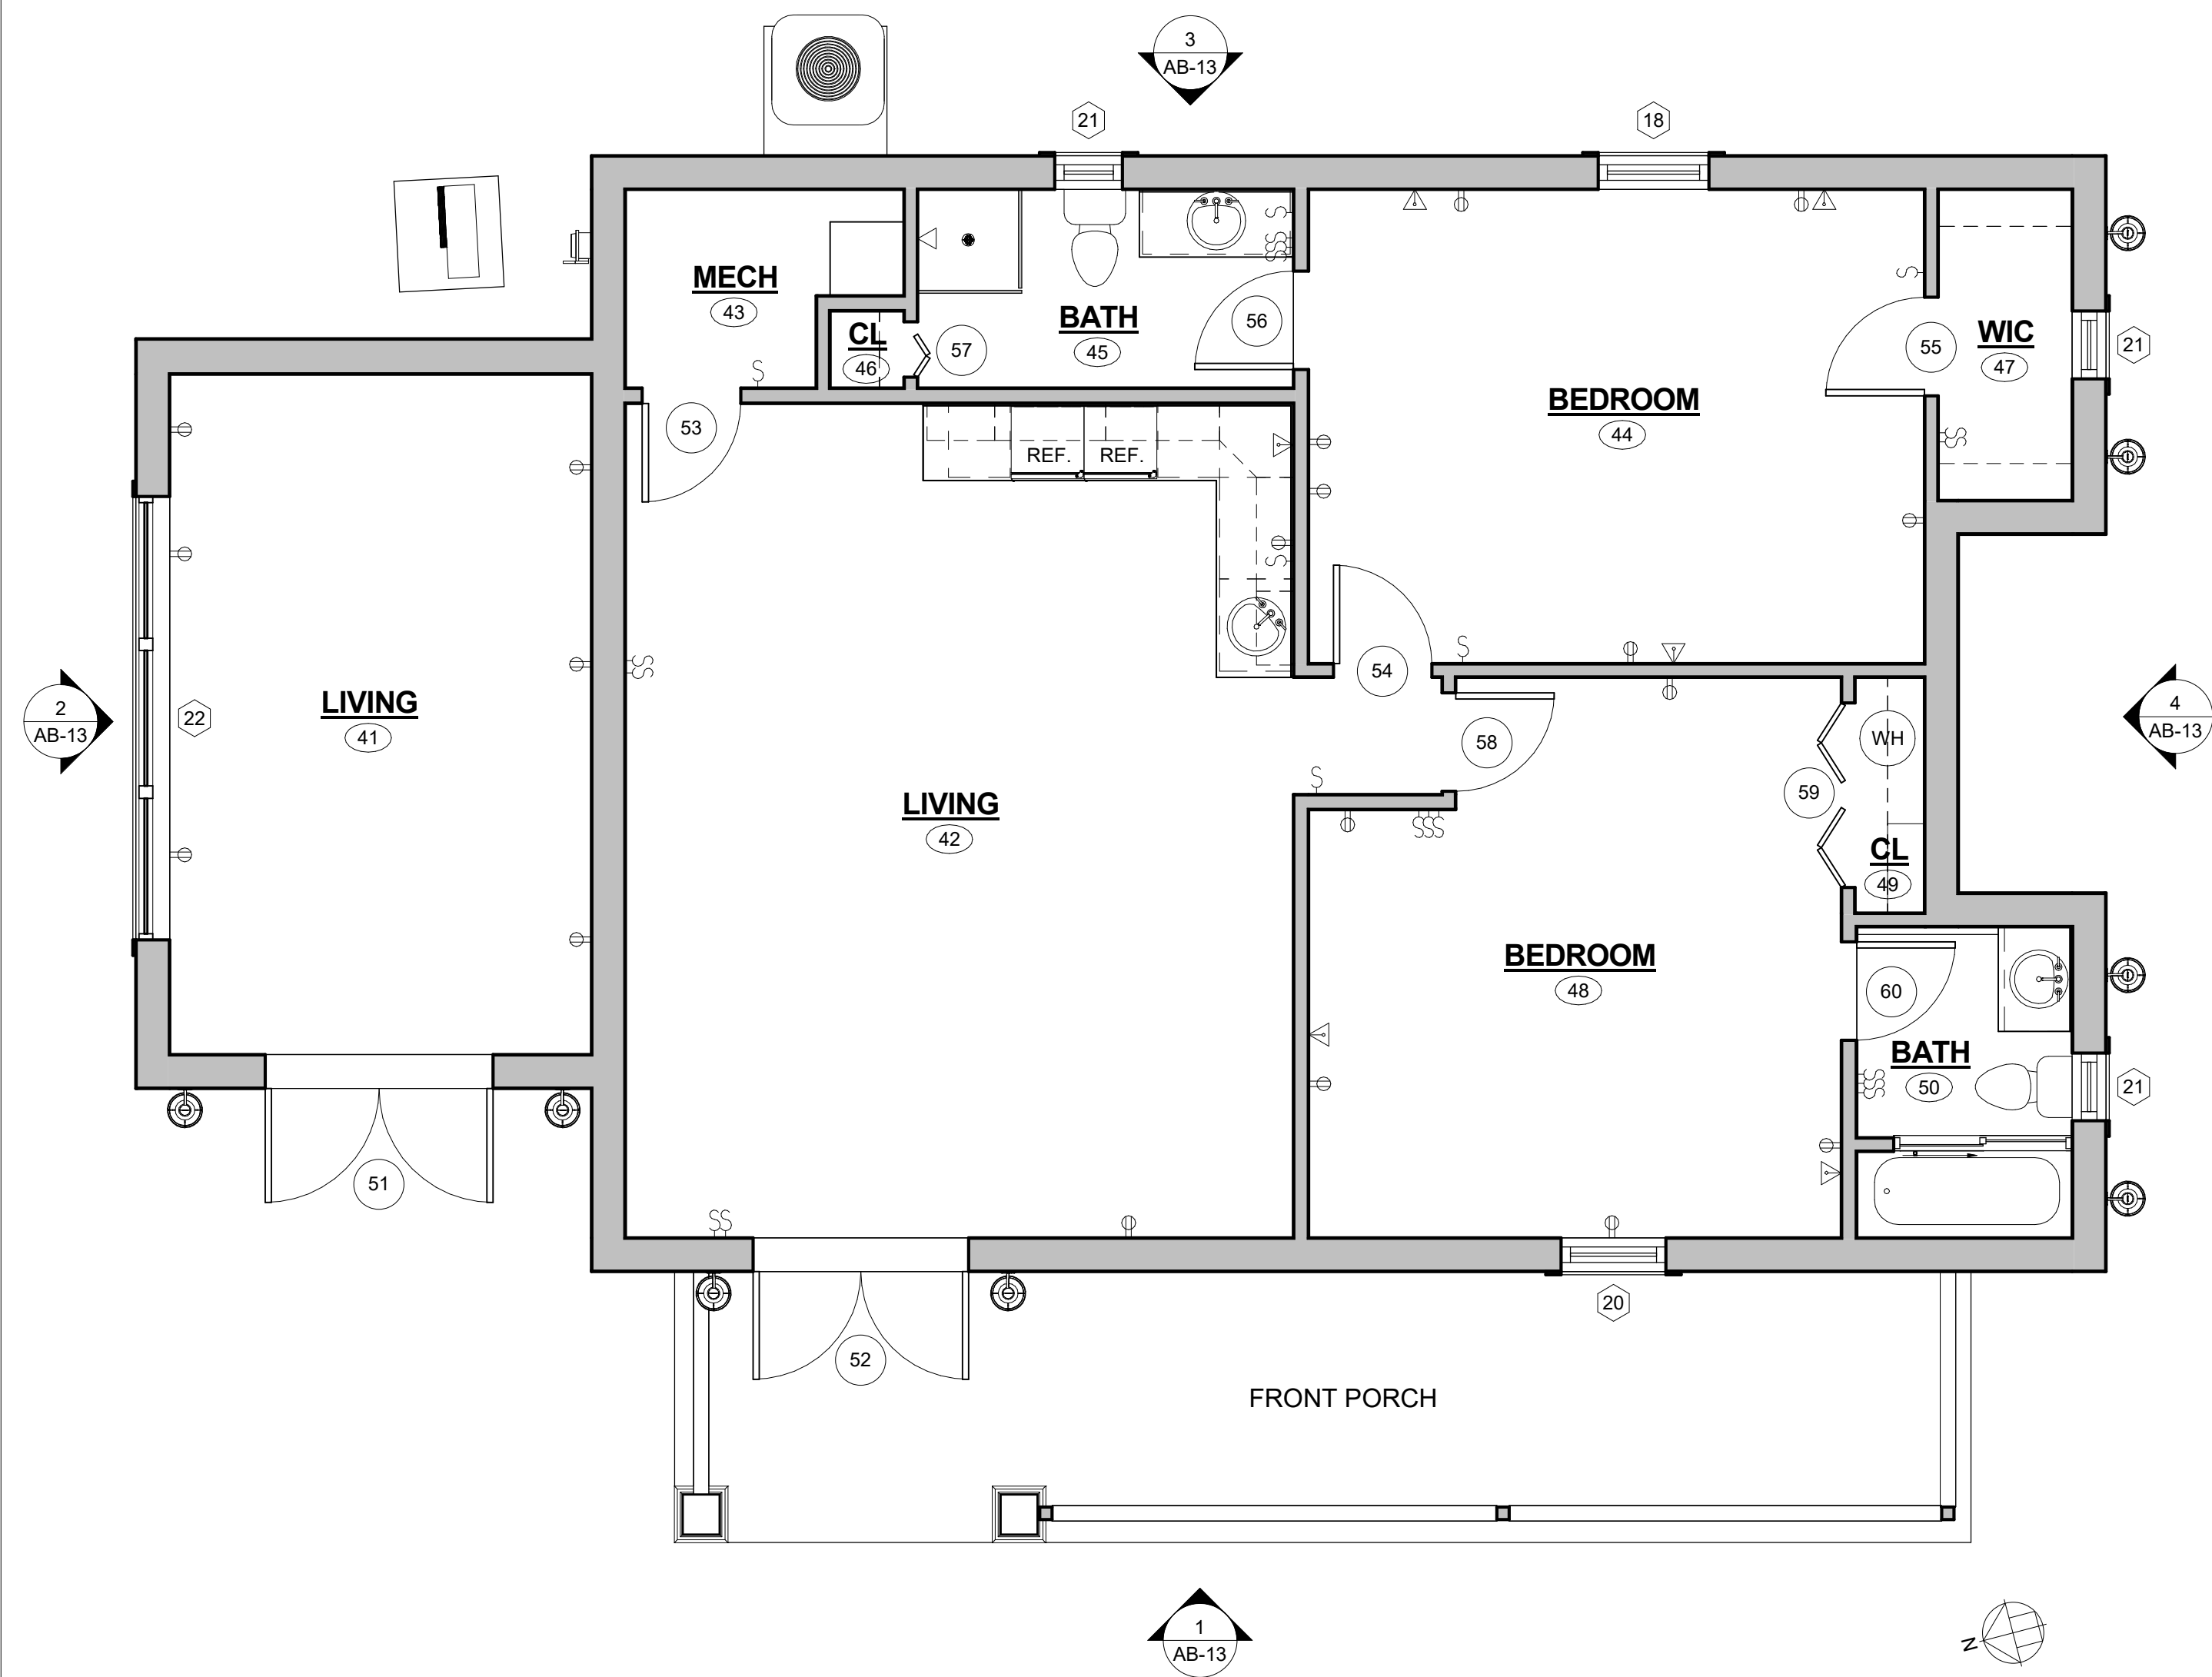 3
AB-13
21
18
MECH
43
CL
46
57
BATH
45
56
55
WIC
47
21
BEDROOM
44
53
REF.
REF.
54
2
AB-13
22
LIVING
41
4
AB-13
58
WH
59
LIVING
42
CL
49
BEDROOM
48
60
BATH
50
21
51
20
52
FRONT PORCH
1
AB-13
N